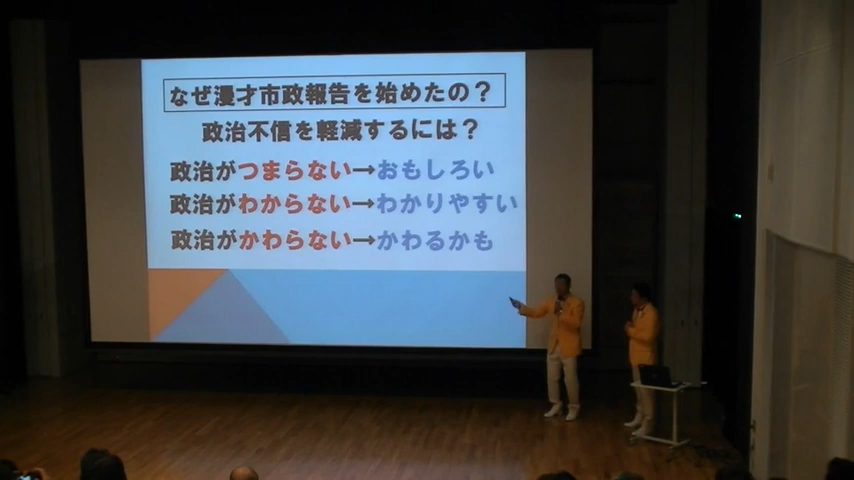 なぜ漫才市政報告を始めたの？
政治不信を軽減するには？
政治がつまらない→おもしろい
政治がわからない→わかりやすい
政治がかわらない→かわるかも